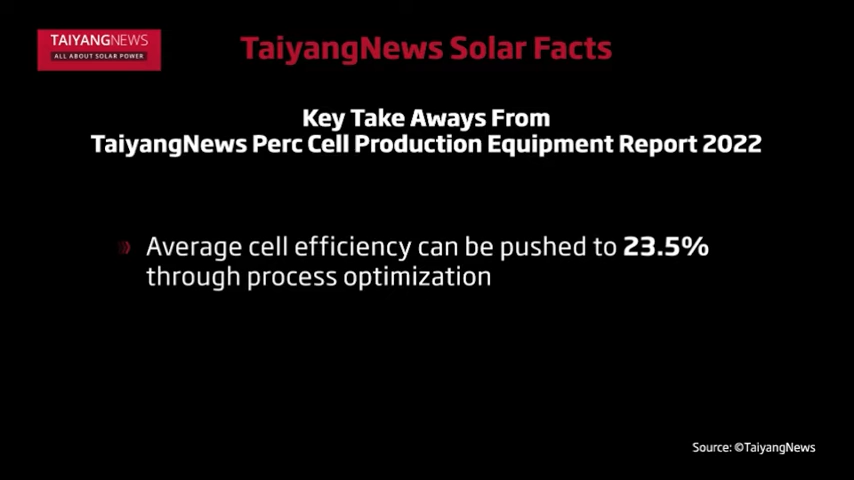 TAIYANGNEWS
ALL ABOUT SOLAR POWER
TaiyangNews Solar Facts
Key Take Aways From
TaiyangNews Perc Cell Production Equipment Report 2022
Average cell efficiency can be pushed to 23.5%
through process optimization
Source: ©TaiyangNews